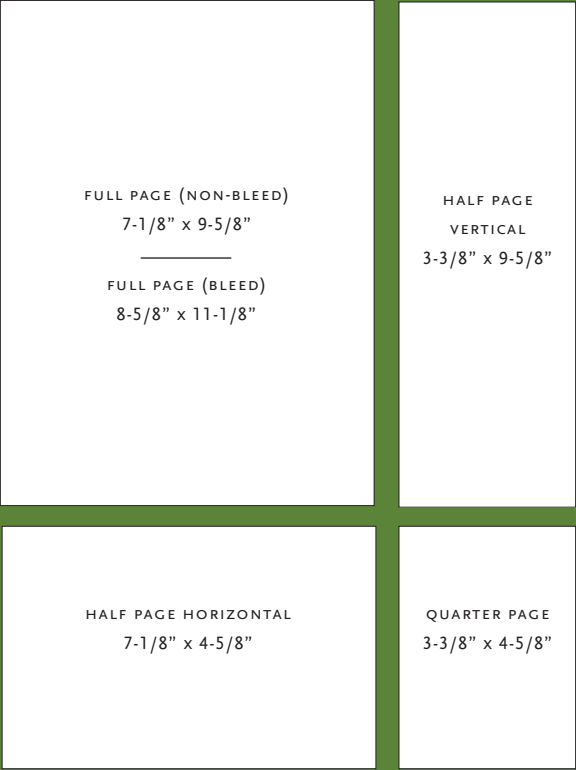 FULL PAGE (NON-BLEED)
7-1/8” x 9-5/8”
FULL PAGE (BLEED)
8-5/8” x 11-1/8”
HALF PAGE
VERTICAL
3-3/8” x 9-5/8”
HALF PAGE HORIZONTAL
7-1/8” x 4-5/8”
QUARTER PAGE
3-3/8” x 4-5/8”